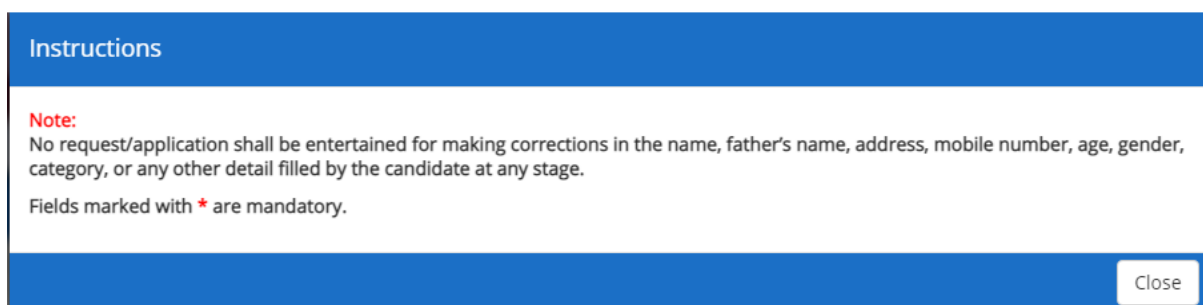 Instructions
Note:
No request/application shall be entertained for making corrections in the name, father’s name, address, mobile number, age, gender,
category, or any other detail filled by the candidate at any stage.
Fields marked with * are mandatory.
Close